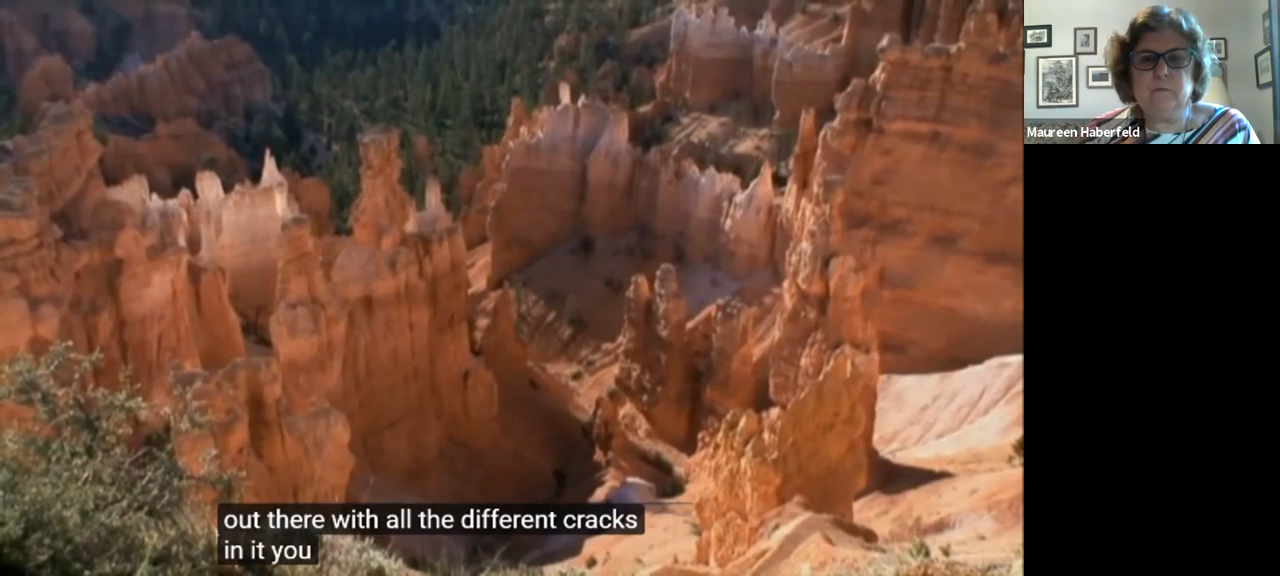 Maureen Haberfeld
out there with all the different cracks
in it you